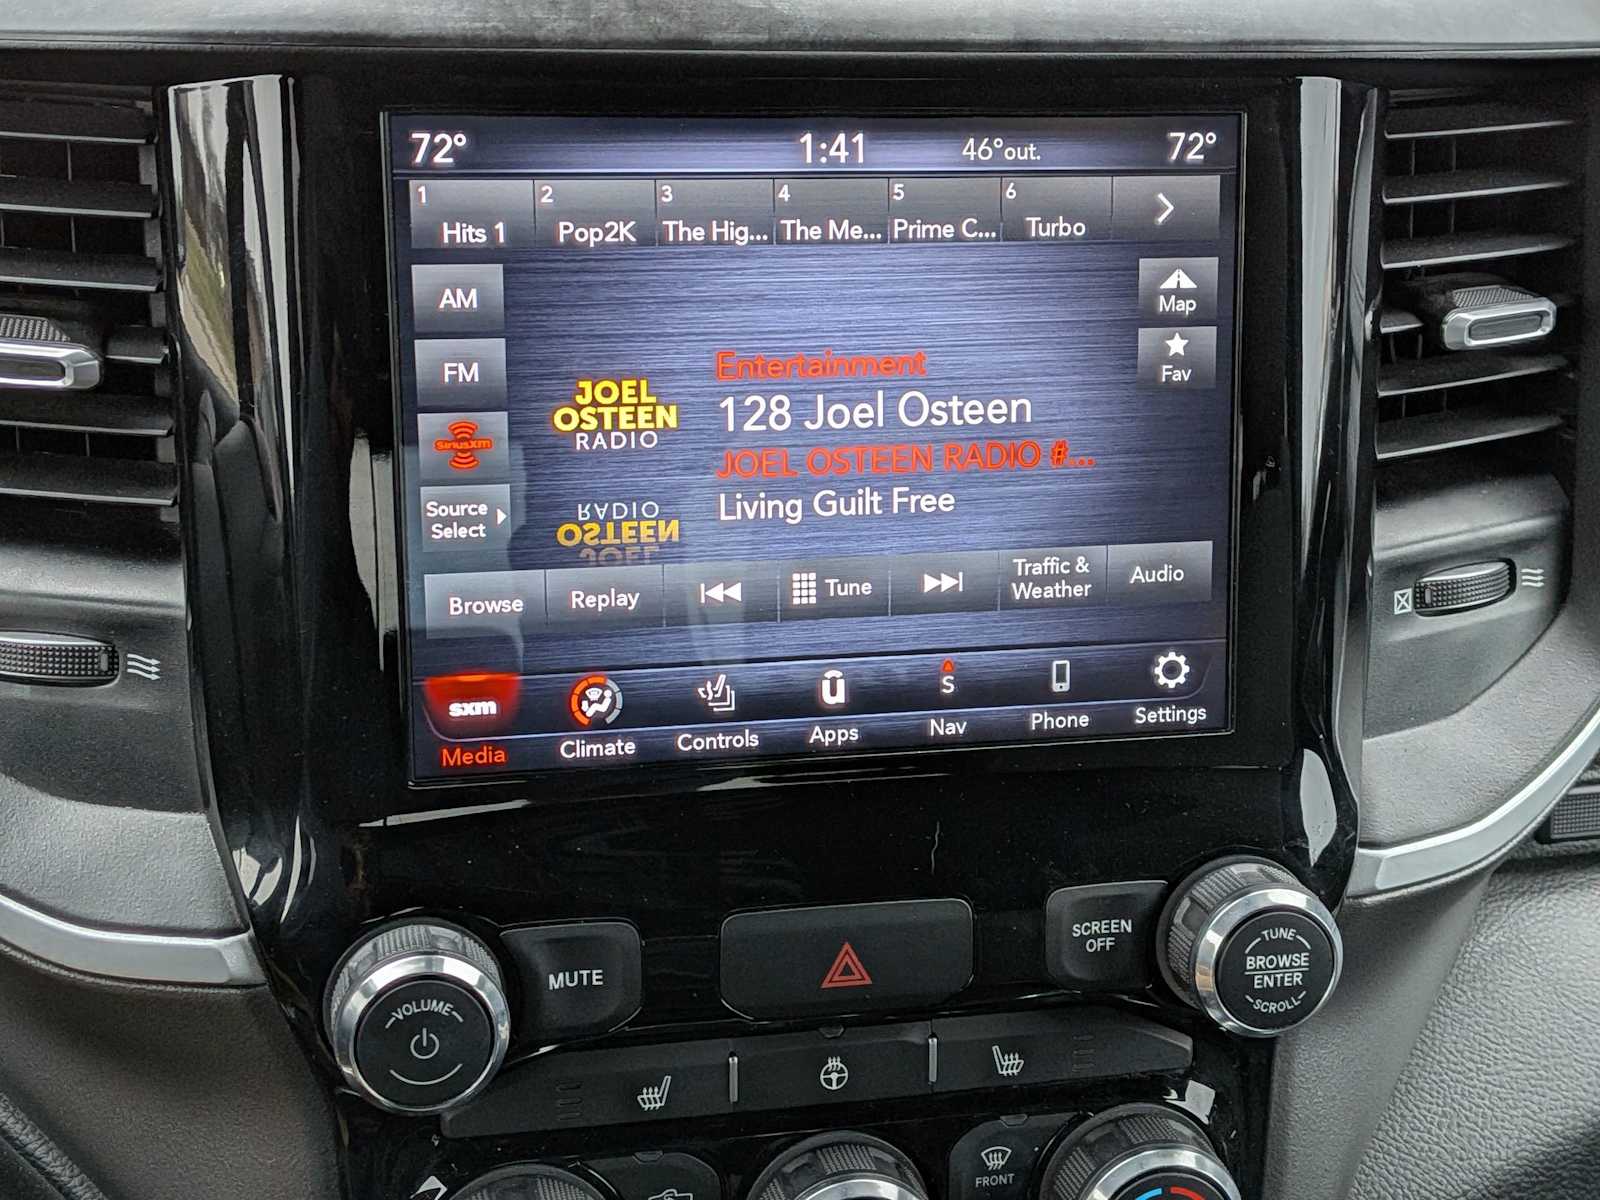 72° 1:41 46°out. 72°
1 2 3 4 5 6
Hits 1 Pop2K The Hig... The Me... Prime C... Turbo
AM
FM
SiriusXM
Source
Select
Map
Fav
JOEL
OSTEEN
RADIO
Entertainment
128 Joel Osteen
JOEL OSTEEN RADIO #...
Living Guilt Free
Browse Replay Tune Traffic &
Weather Audio
sxm
Media Climate Controls Apps S
Nav Phone Settings
VOLUME
MUTE
SCREEN
OFF
TUNE
BROWSE
ENTER
SCROLL
FRONT